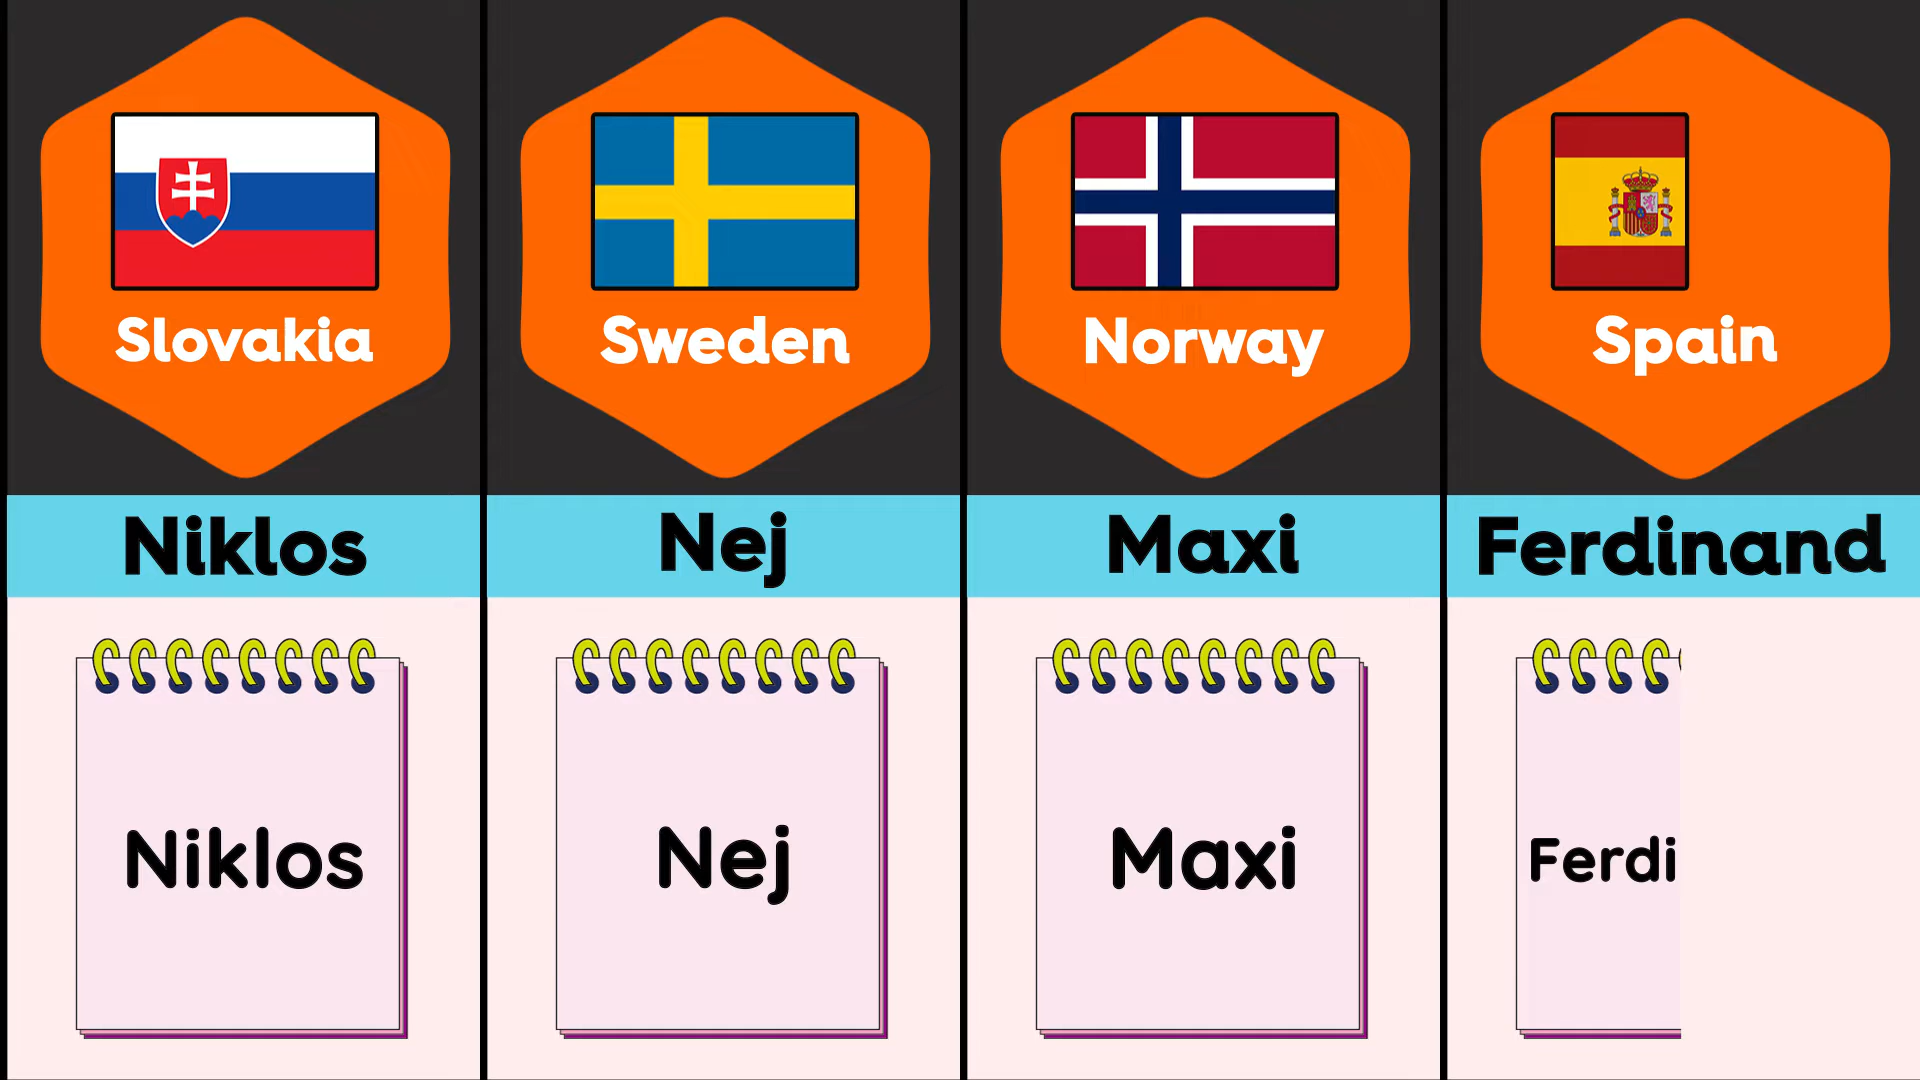 Slovakia
Sweden
Norway
Spain
Niklos
Nej
Maxi
Ferdinand
Niklos
Nej
Maxi
Ferdi